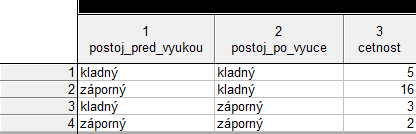 1 2 3
postoj_pred_vyukou postoj_po_vyuce cetnost
1 kladný kladný 5
2 záporný kladný 16
3 kladný záporný 3
4 záporný záporný 2